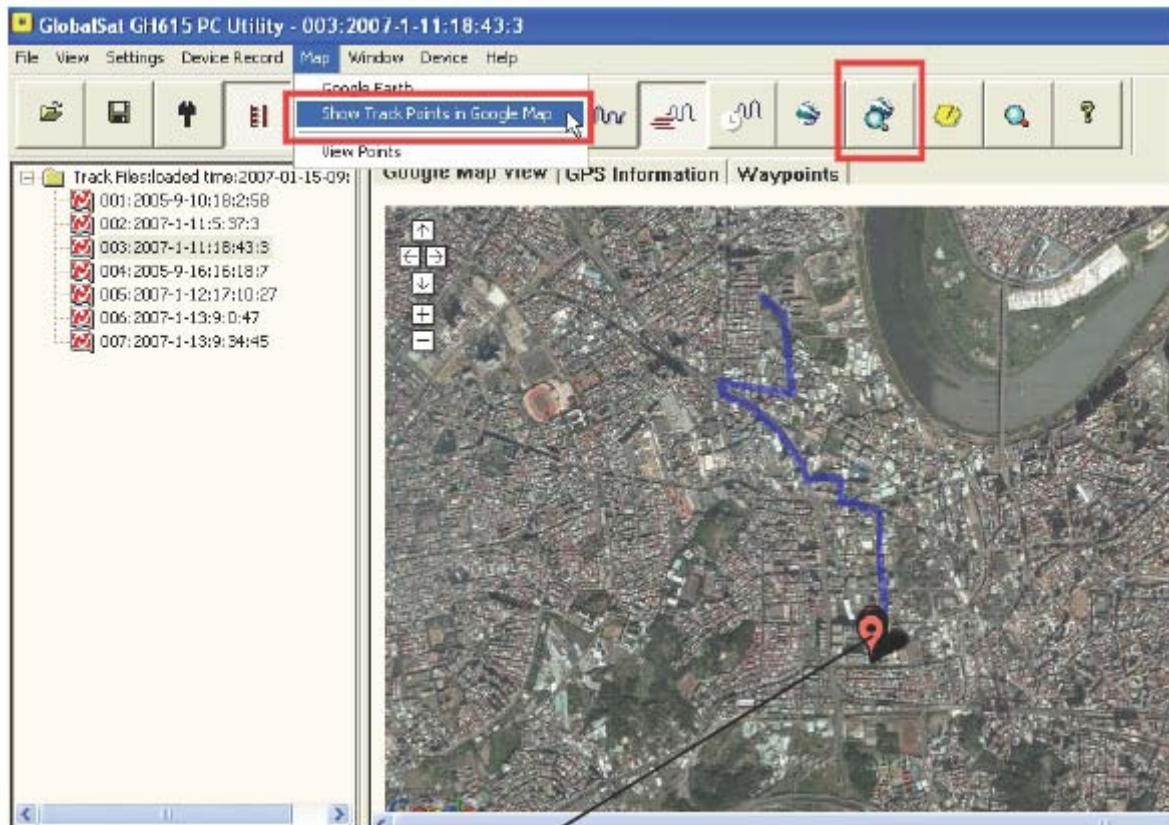 GlobalSat GH615 PC Utility - 003:2007-1-11:18:43:3
File View Settings Device Record Map Window Device Help
Google Earth
Show Track Points in Google Map
View Points
Track Files:loaded time:2007-01-15-09:
001:2005-9-10:18:2:58
002:2007-1-11:5:37:3
003:2007-1-11:18:43:3
004:2005-9-16:16:18:7
005:2007-1-12:17:10:27
006:2007-1-13:9:0:47
007:2007-1-13:9:34:45
Google Map View GPS Information Waypoints